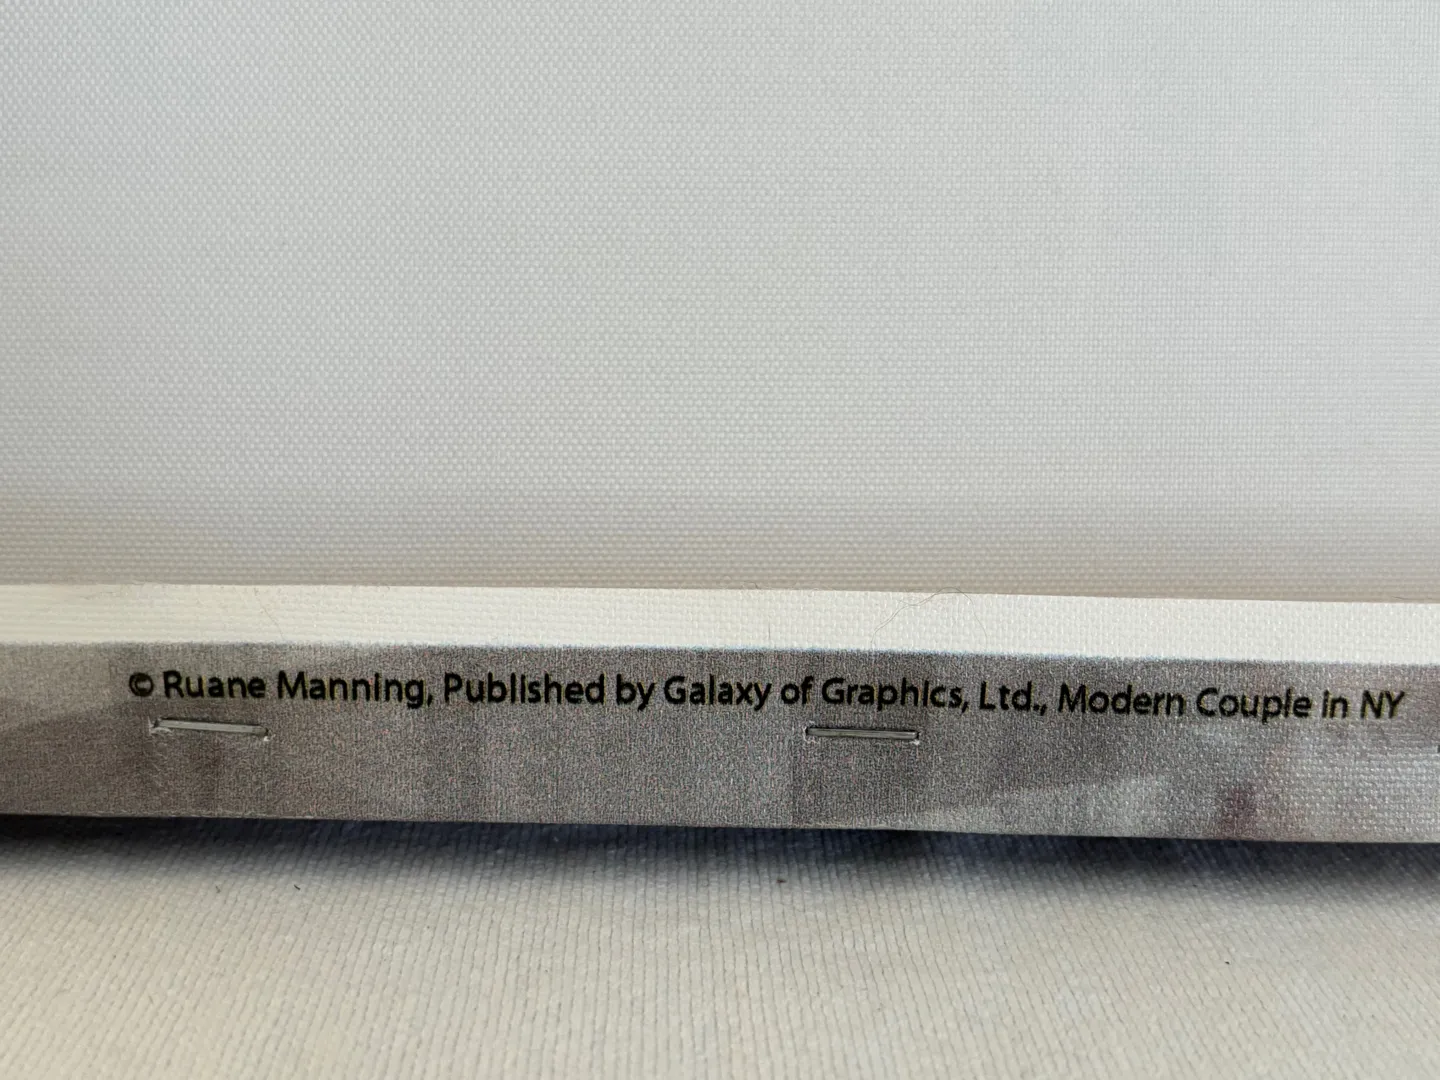 © Ruane Manning, Published by Galaxy of Graphics, Ltd., Modern Couple in NY